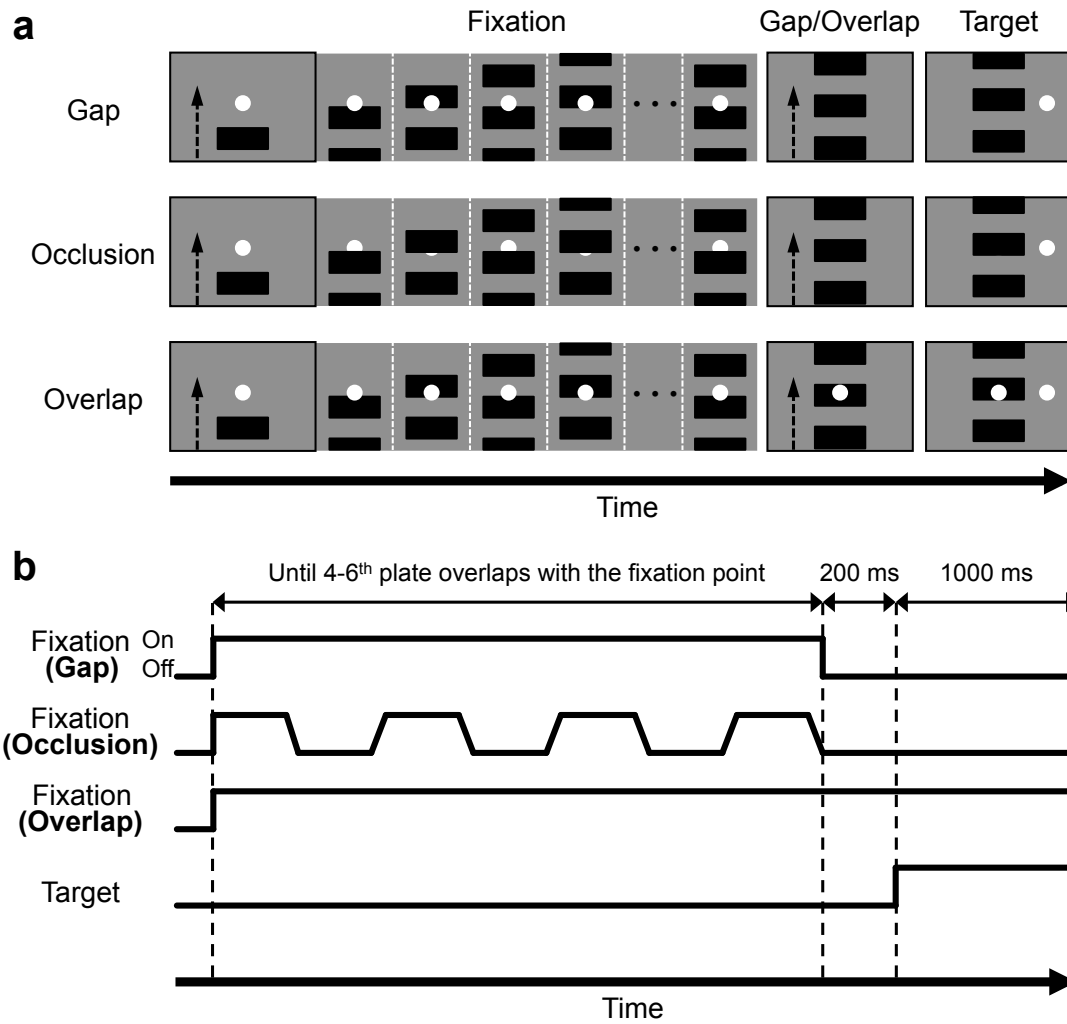 a
Fixation
Gap/Overlap
Target
Gap
Occlusion
Overlap
Time
b
Until 4-6th plate overlaps with the fixation point
200 ms
1000 ms
Fixation
(Gap)
On
Off
Fixation
(Occlusion)
Fixation
(Overlap)
Target
Time